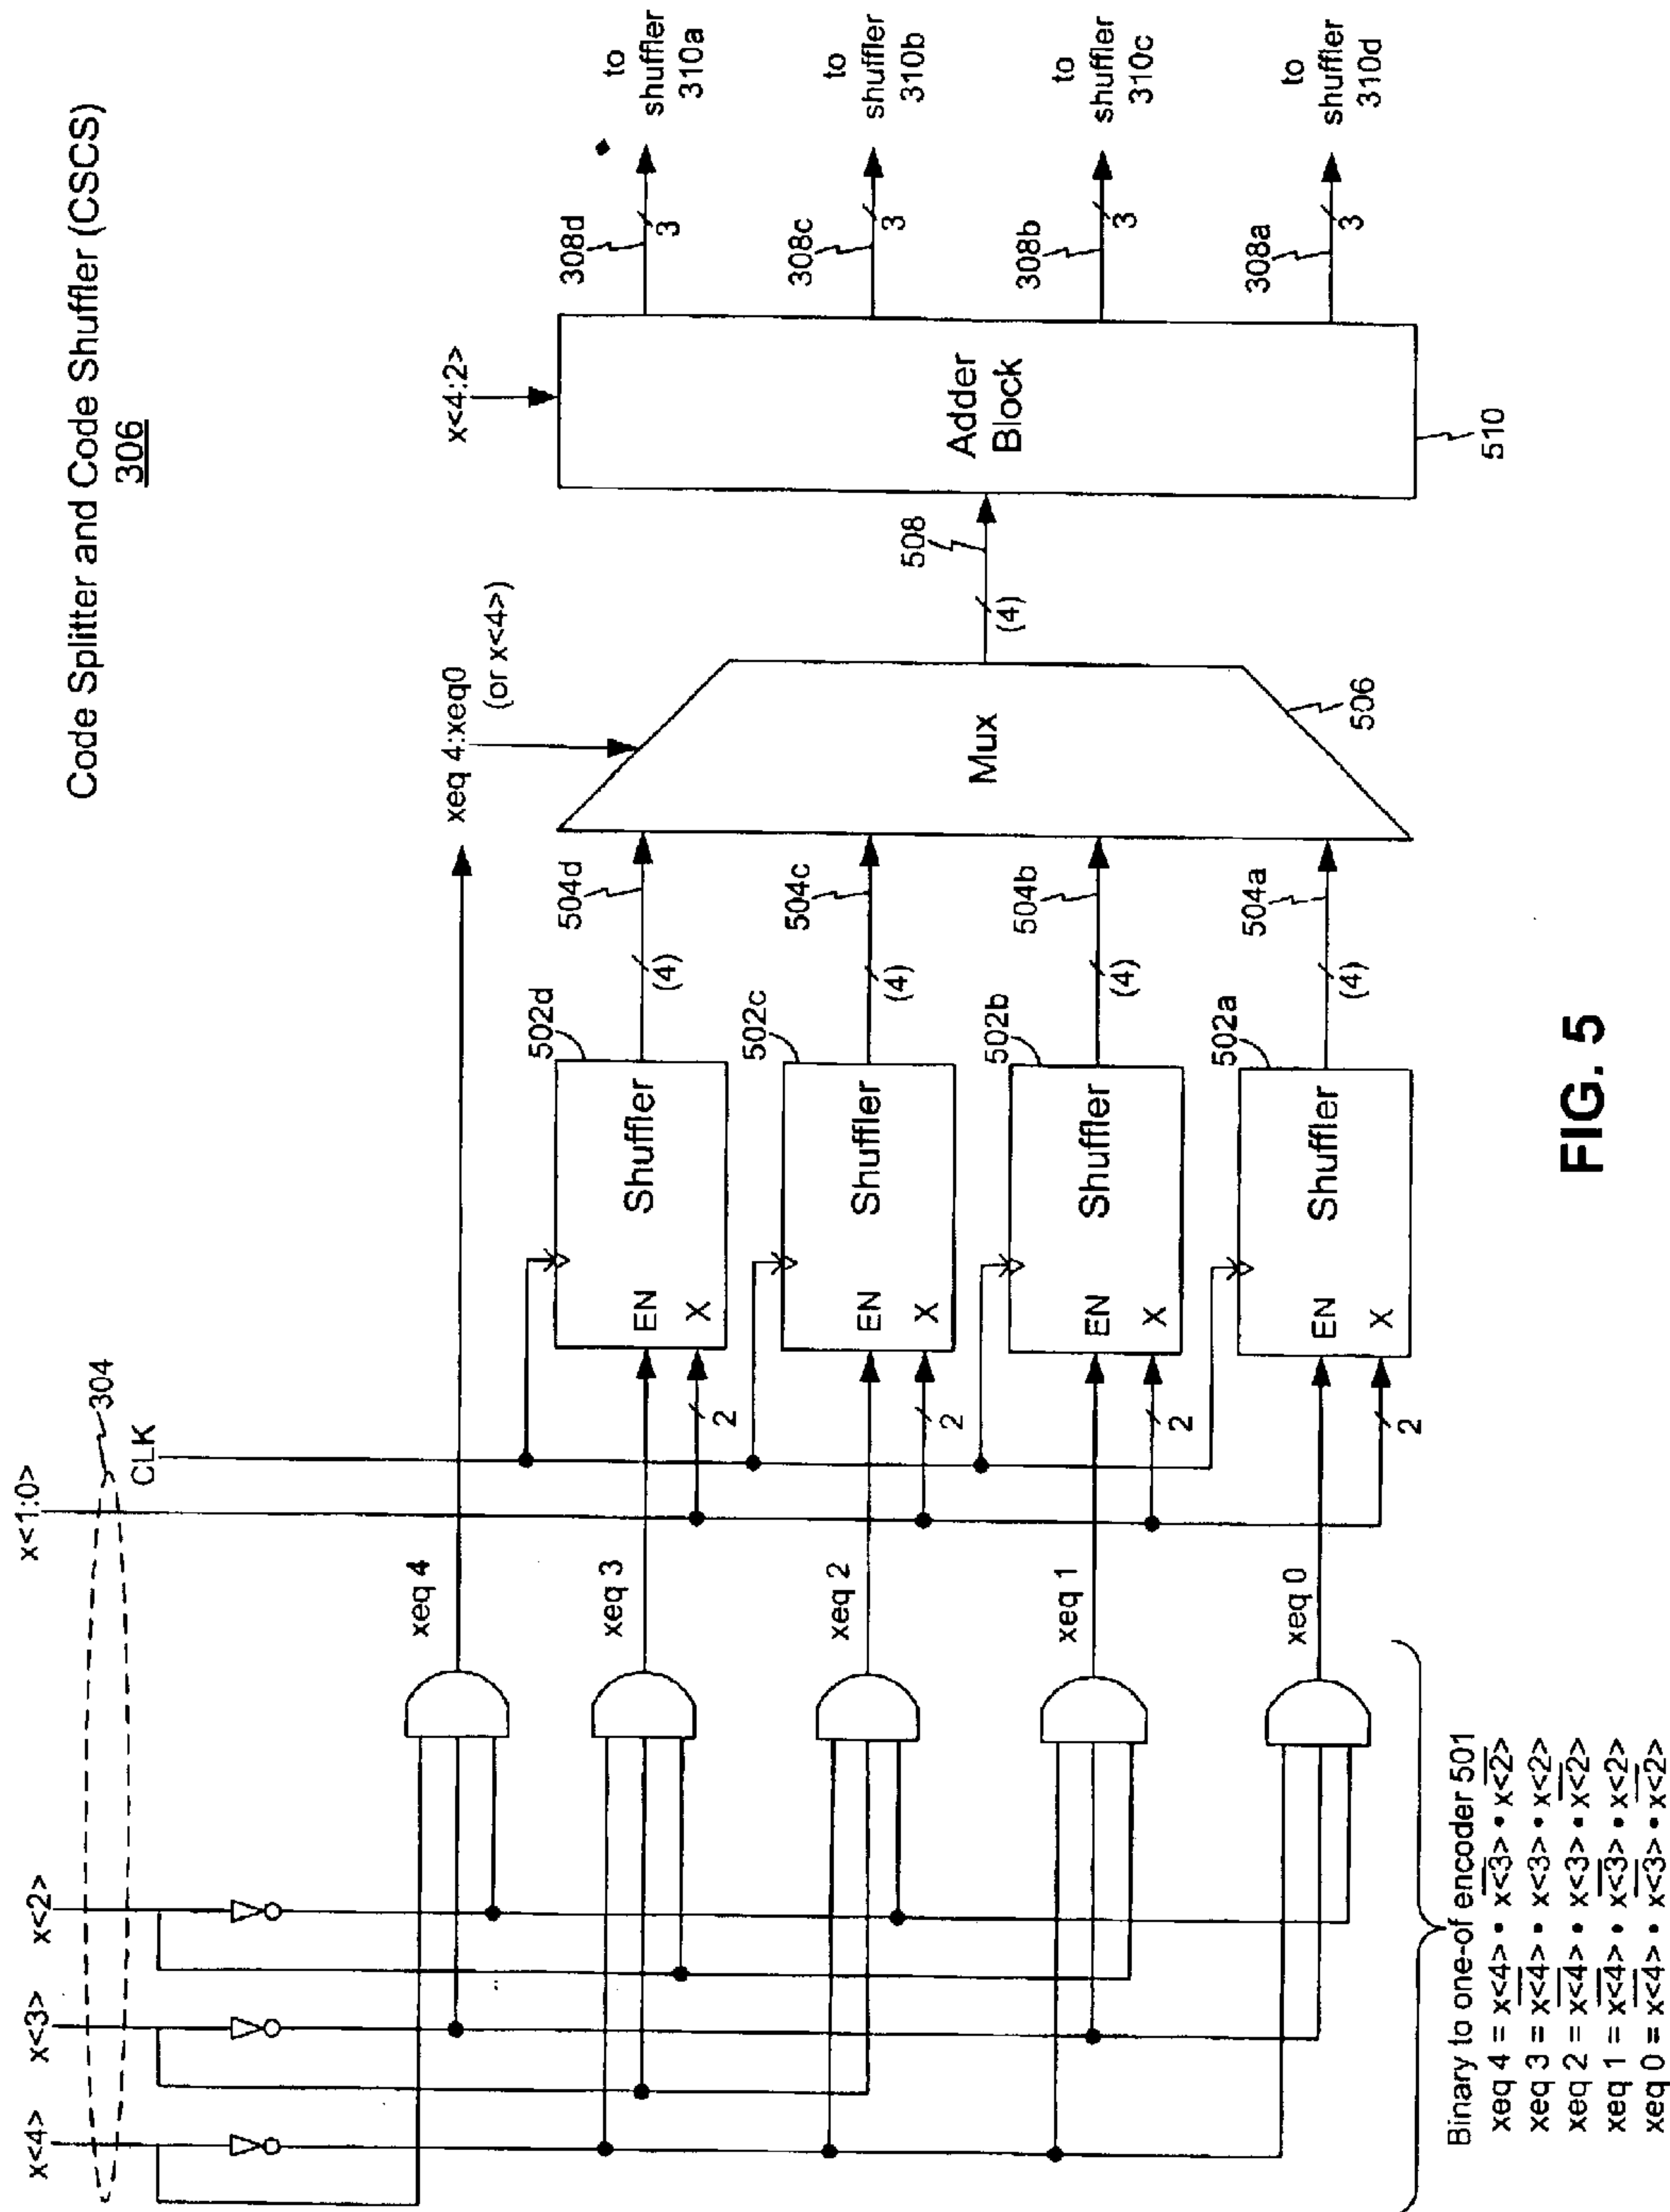 Code Splitter and Code Shuffler (CSCS)
306
x<4>
x<3>
x<2>
x<1:0>
304
CLK
xeq 4
xeq 3
xeq 2
xeq 1
xeq 0
xeq 4:xeq0
(or x<4>)
x<4:2>
EN
X
Shuffler
502d
2
(4)
504d
EN
X
Shuffler
502c
2
(4)
504c
EN
X
Shuffler
502b
2
(4)
504b
EN
X
Shuffler
502a
2
(4)
504a
Mux
506
(4)
508
Adder
Block
510
308d
3
to
shuffler
310a
308c
3
to
shuffler
310b
308b
3
to
shuffler
310c
308a
3
to
shuffler
310d
Binary to one-of encoder 501
xeq 4 = x<4> • x̅<̅3̅>̅ • x̅<̅2̅>̅
xeq 3 = x̅<̅4̅>̅ • x<3> • x<2>
xeq 2 = x̅<̅4̅>̅ • x<3> • x̅<̅2̅>̅
xeq 1 = x̅<̅4̅>̅ • x̅<̅3̅>̅ • x<2>
xeq 0 = x̅<̅4̅>̅ • x̅<̅3̅>̅ • x̅<̅2̅>̅
FIG. 5